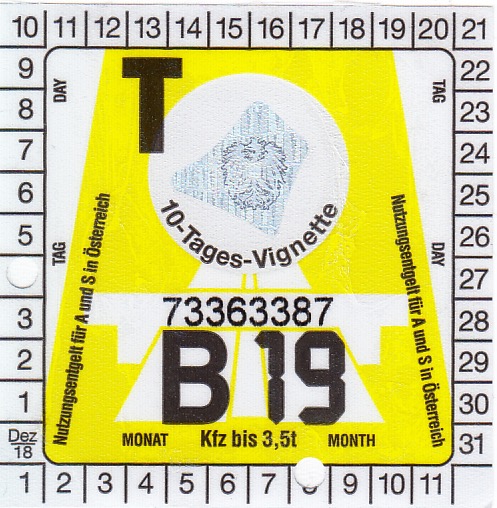 10 11 12 13 14 15 16 17 18 19 20 21
9 22
8 23
7 24
6 25
5 26
27
3 28
2 29
1 30
Dez 18 31
1 2 3 4 5 6 7 9 10 11
DAY
TAG
T
10-Tages-Vignette
TAG
DAY
Nutzungsentgelt für A und S in Österreich
Nutzungsentgelt für A und S in Österreich
73363387
B 19
MONAT Kfz bis 3,5t MONTH